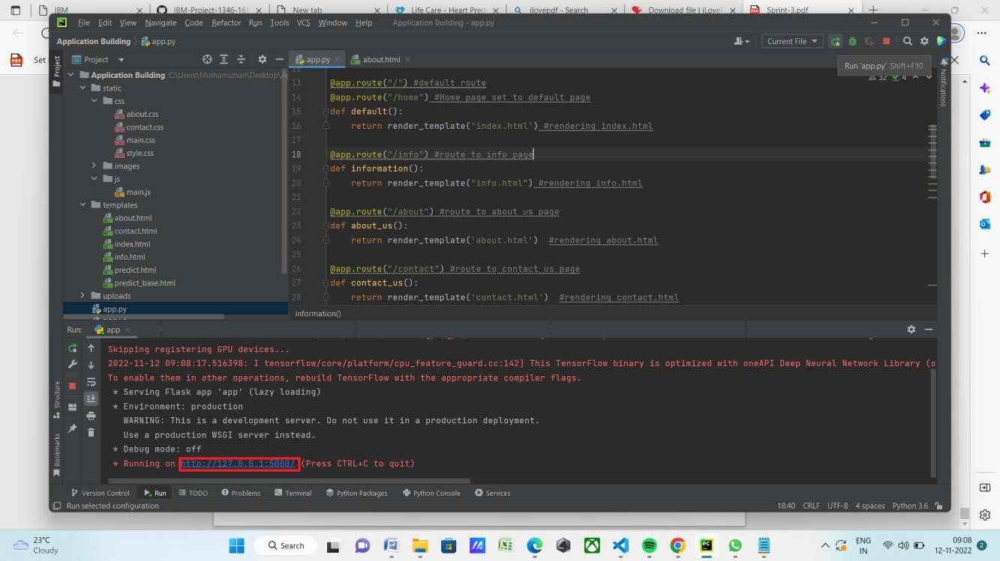 IBM
IBM-Project-1346-165
New tab
Life Care - Heart Pred
ilovepdf - Search
Download file | iLoveP
Sprint-3.pdf
File Edit View Navigate Code Refactor Run Tools VCS Window Help Application Building - app.py
Application Building app.py
Current File
Set
Project
Project
app.py
about.html
Run 'app.py' Shift+F10
32 4
Notifications
Application Building C:\Users\Muthamizhan\Desktop\A
static
css
about.css
contact.css
main.css
style.css
images
js
main.js
templates
about.html
contact.html
index.html
info.html
predict.html
predict_base.html
uploads
app.py
12
13 @app.route("/") #default route
14 @app.route("/home") #Home page set to default page
15 def default():
16 return render_template('index.html') #rendering index.html
17
18 @app.route("/info") #route to info page
19 def information():
20 return render_template("info.html") #rendering info.html
21
22 @app.route("/about") #route to about us page
23 def about_us():
24 return render_template('about.html') #rendering about.html
25
26 @app.route("/contact") #route to contact us page
27 def contact_us():
28 return render_template('contact.html') #rendering contact.html
information()
Run: app
Skipping registering GPU devices...
2022-11-12 09:08:17.516398: I tensorflow/core/platform/cpu_feature_guard.cc:142] This TensorFlow binary is optimized with oneAPI Deep Neural Network Library (o
To enable them in other operations, rebuild TensorFlow with the appropriate compiler flags.
* Serving Flask app 'app' (lazy loading)
* Environment: production
WARNING: This is a development server. Do not use it in a production deployment.
Use a production WSGI server instead.
* Debug mode: off
* Running on http://127.0.0.1:5000/ (Press CTRL+C to quit)
Structure
Bookmarks
Version Control Run TODO Problems Terminal Python Packages Python Console Services
Run selected configuration
18:40 CRLF UTF-8 4 spaces Python 3.6
23°C
Cloudy
Search
ENG
IN
09:08
12-11-2022
2